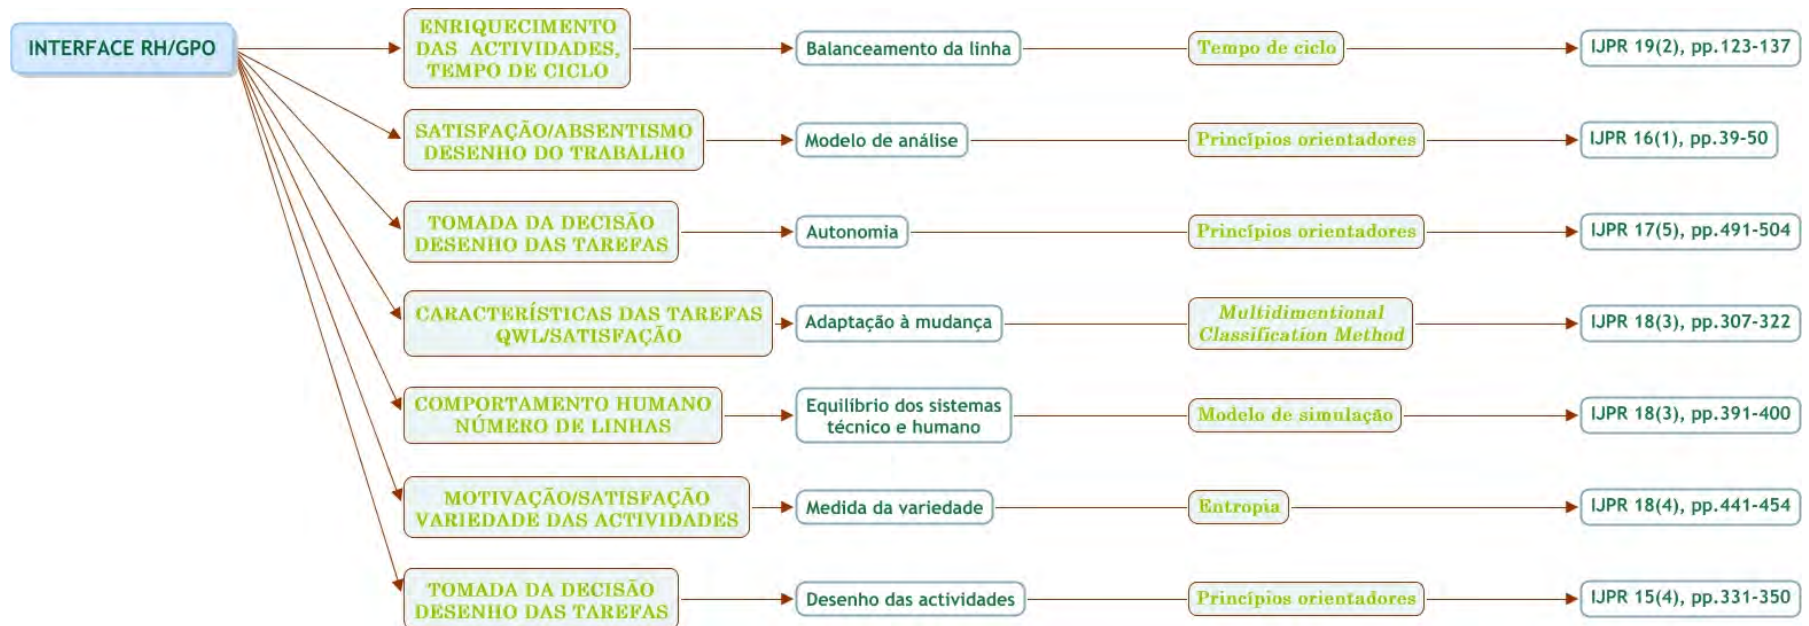 INTERFACE RH/GPO
ENRIQUECIMENTO
DAS ACTIVIDADES,
TEMPO DE CICLO
Balanceamento da linha
Tempo de ciclo
IJPR 19(2), pp.123-137
SATISFAÇÃO/ABSENTISMO
DESENHO DO TRABALHO
Modelo de análise
Princípios orientadores
IJPR 16(1), pp.39-50
TOMADA DA DECISÃO
DESENHO DAS TAREFAS
Autonomia
Princípios orientadores
IJPR 17(5), pp.491-504
CARACTERÍSTICAS DAS TAREFAS
QWL/SATISFAÇÃO
Adaptação à mudança
Multidimentional
Classification Method
IJPR 18(3), pp.307-322
COMPORTAMENTO HUMANO
NÚMERO DE LINHAS
Equilíbrio dos sistemas
técnico e humano
Modelo de simulação
IJPR 18(3), pp.391-400
MOTIVAÇÃO/SATISFAÇÃO
VARIEDADE DAS ACTIVIDADES
Medida da variedade
Entropia
IJPR 18(4), pp.441-454
TOMADA DA DECISÃO
DESENHO DAS TAREFAS
Desenho das actividades
Princípios orientadores
IJPR 15(4), pp.331-350